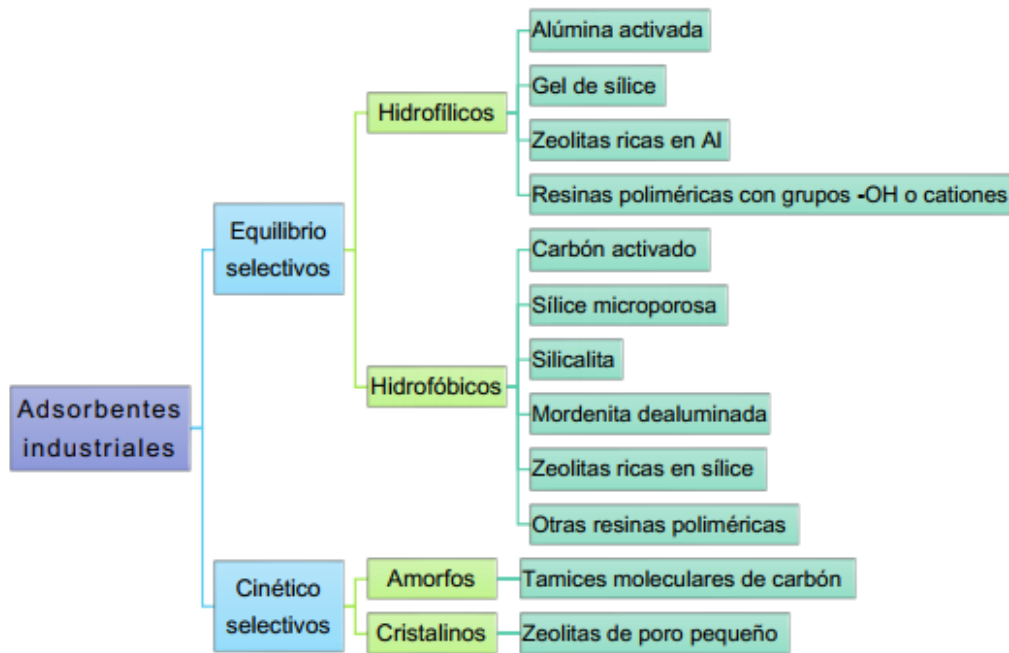 Adsorbentes
industriales
Equilibrio
selectivos
Hidrofílicos
Alúmina activada
Gel de sílice
Zeolitas ricas en Al
Resinas poliméricas con grupos -OH o cationes
Hidrofóbicos
Carbón activado
Sílice microporosa
Silicalita
Mordenita dealuminada
Zeolitas ricas en sílice
Otras resinas poliméricas
Cinético
selectivos
Amorfos
Tamices moleculares de carbón
Cristalinos
Zeolitas de poro pequeño